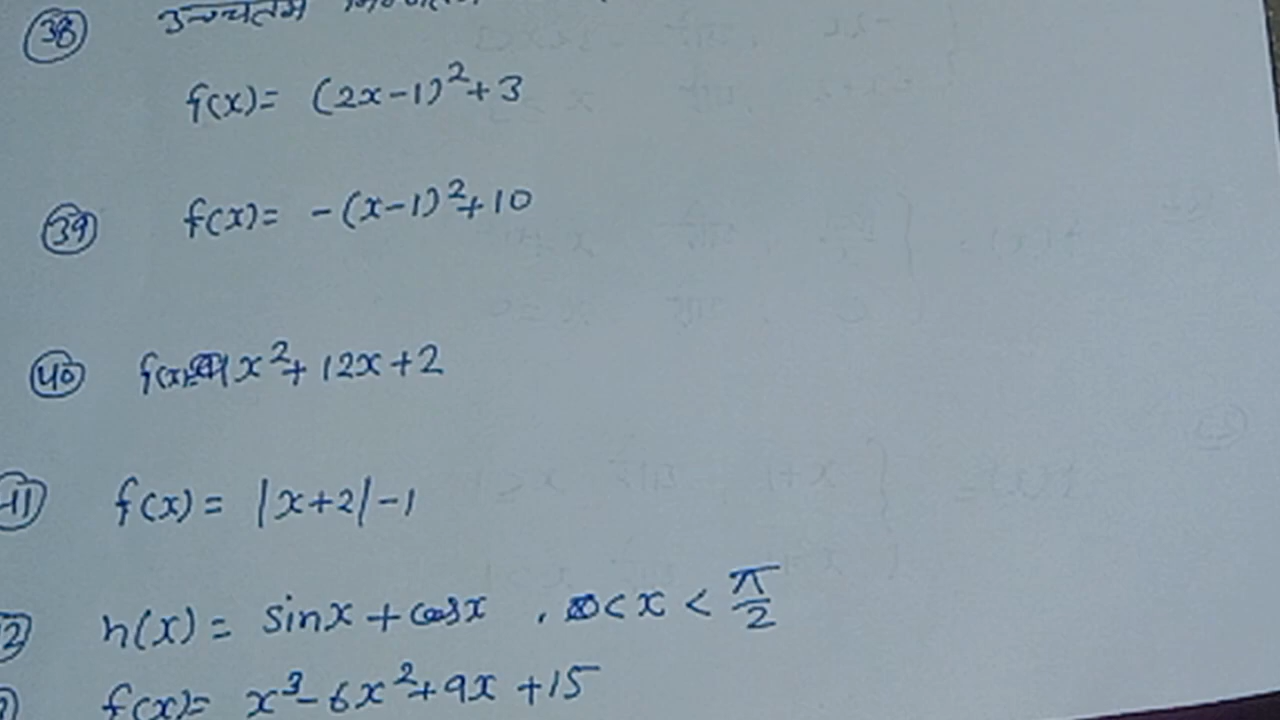 38 उच्चतम
f(x) = (2x-1)²+3
39 f(x) = -(x-1)²+10
40 f(x)= x²+12x+2
f(x) = |x+2|-1
h(x) = sinx + cosx , 0<x<π/2
f(x)= x³-6x²+9x+15